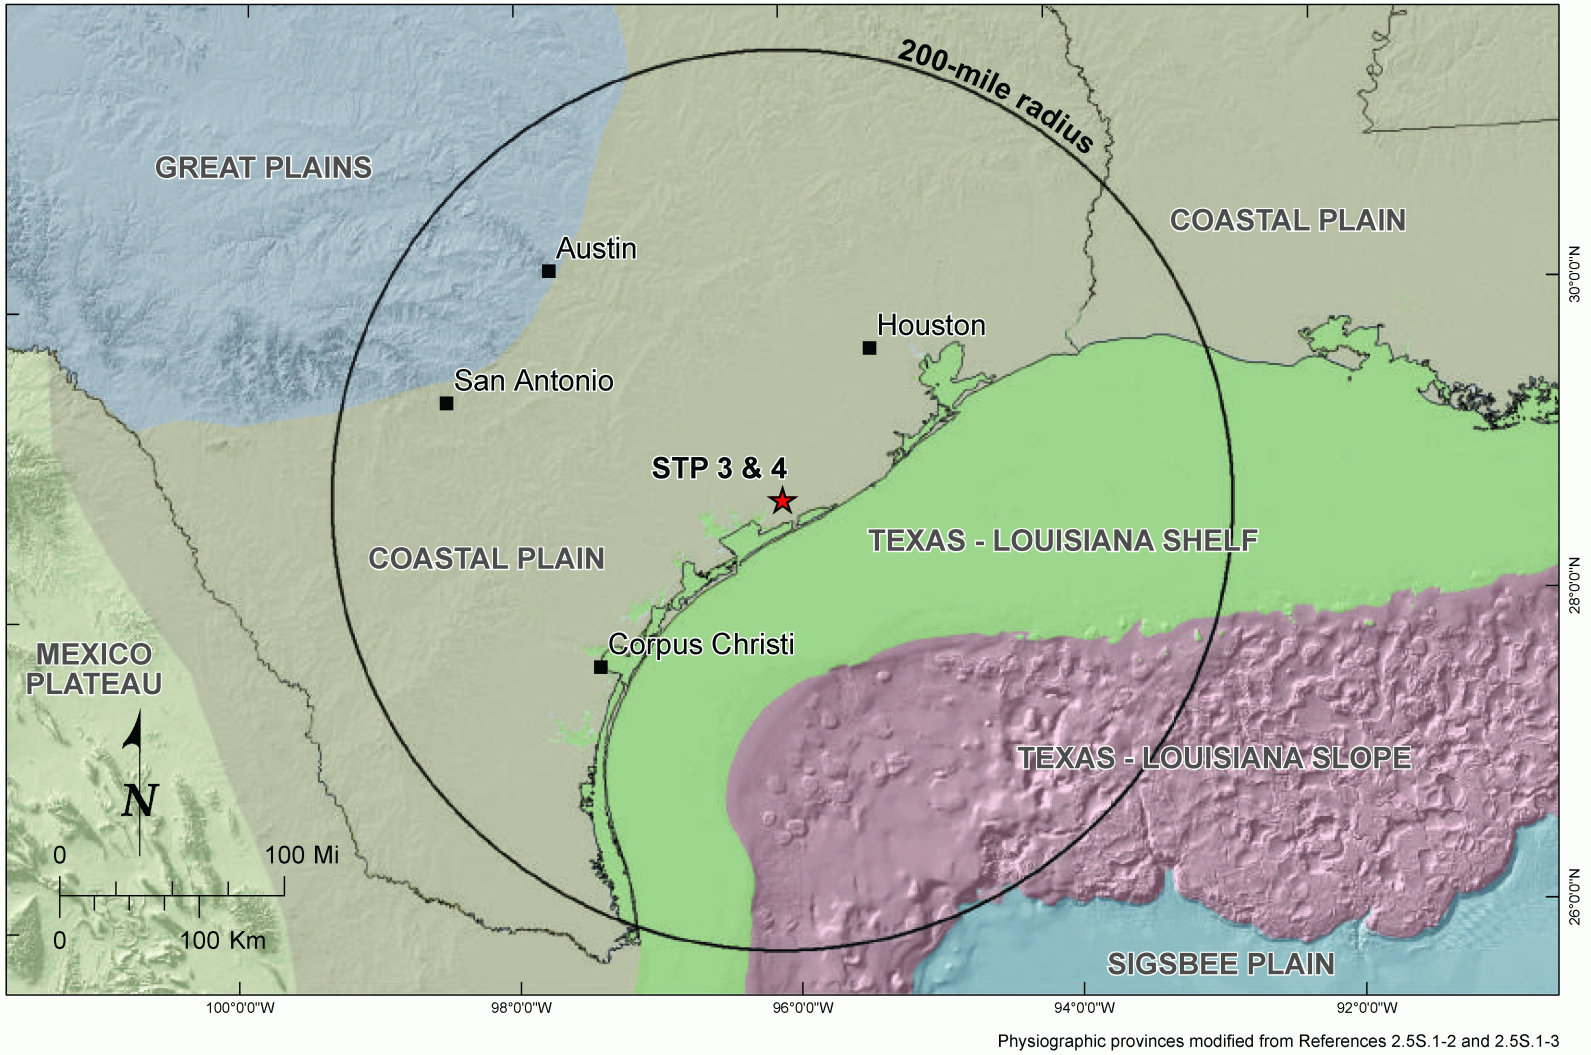 200-mile radius
GREAT PLAINS
COASTAL PLAIN
Austin
30°0'0"N
Houston
San Antonio
STP 3 & 4
TEXAS - LOUISIANA SHELF
COASTAL PLAIN
28°0'0"N
Corpus Christi
MEXICO
PLATEAU
TEXAS - LOUISIANA SLOPE
N
0 100 Mi
0 100 Km
26°0'0"N
SIGSBEE PLAIN
100°0'0"W 98°0'0"W 96°0'0"W 94°0'0"W 92°0'0"W
Physiographic provinces modified from References 2.5S.1-2 and 2.5S.1-3